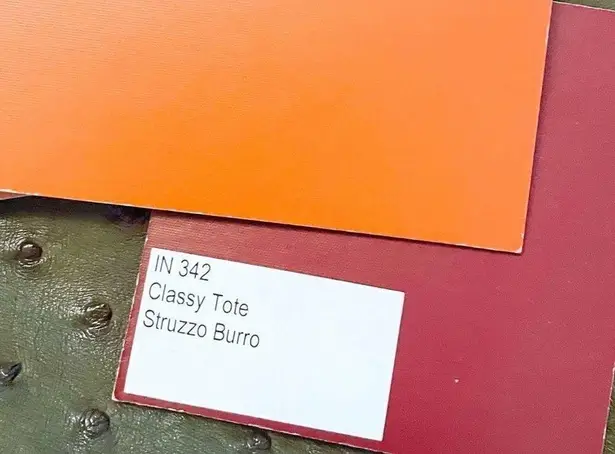 IN 342
Classy Tote
Struzzo Burro